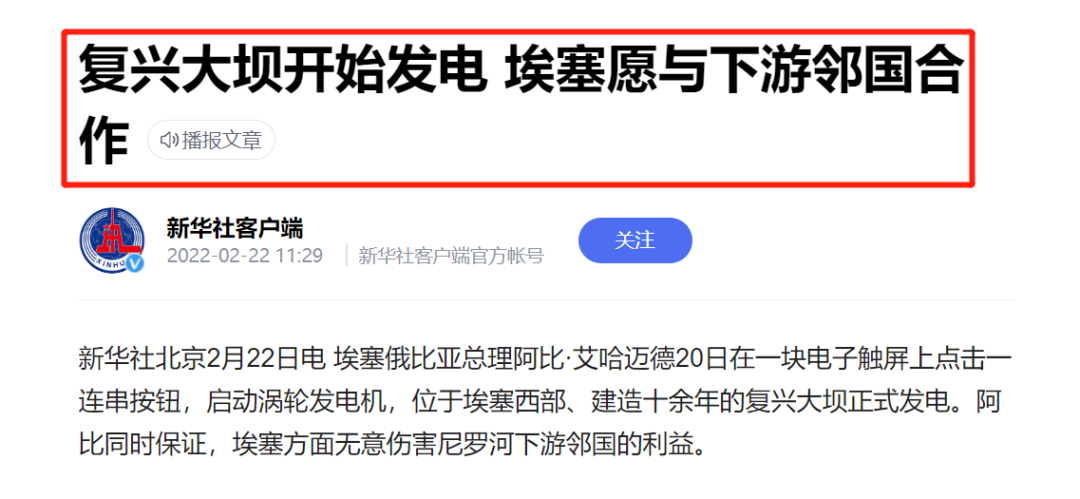 复兴大坝开始发电 埃塞愿与下游邻国合
作 播报文章
新华社客户端
2022-02-22 11:29 新华社客户端官方帐号
关注
XINHU
新华社北京2月22日电 埃塞俄比亚总理阿比·艾哈迈德20日在一块电子触屏上点击一
连串按钮，启动涡轮发电机，位于埃塞西部、建造十余年的复兴大坝正式发电。阿
比同时保证，埃塞方面无意伤害尼罗河下游邻国的利益。